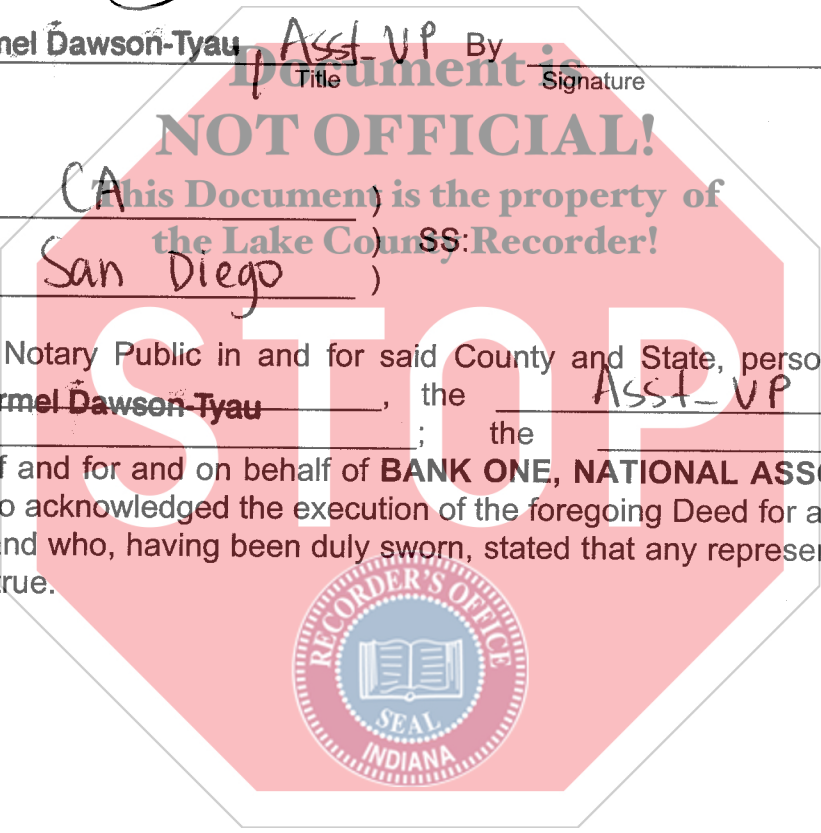 nel Dawson-Tyau, Asst. VP By
Title Signature
Document is
NOT OFFICIAL!
This Document is the property of
the Lake County Recorder!
CA )
) SS:
San Diego )
STOP
Notary Public in and for said County and State, perso
rmel Dawson-Tyau, the Asst. VP
; the
f and for and on behalf of BANK ONE, NATIONAL ASS
o acknowledged the execution of the foregoing Deed for a
nd who, having been duly sworn, stated that any represe
rue.
RECORDER'S OFFICE
SEAL
INDIANA